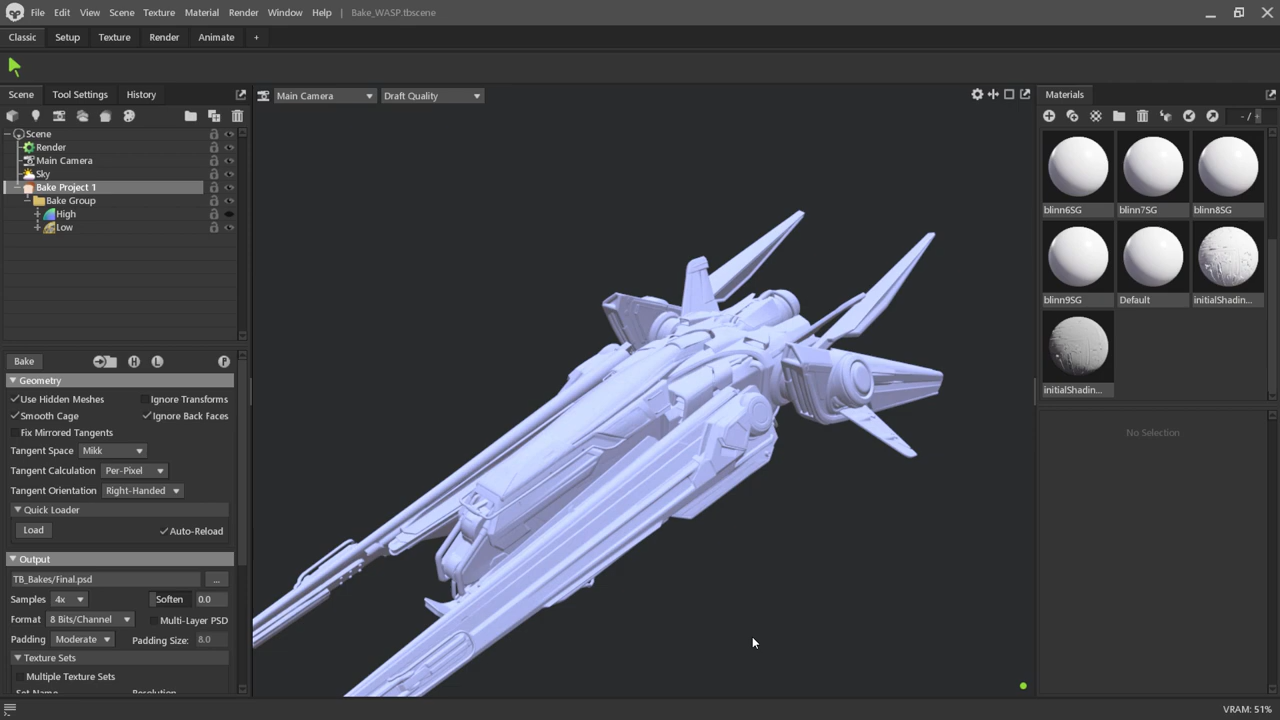 File Edit View Scene Texture Material Render Window Help | Bake_WASP.tbscene
Classic Setup Texture Render Animate +
Scene Tool Settings History
Main Camera Draft Quality
Materials
- /
Scene
Render
Main Camera
Sky
Bake Project 1
Bake Group
High
Low
blinn6SG blinn7SG blinn8SG
blinn9SG Default initialShadin...
initialShadin...
Bake H L P
Geometry
Use Hidden Meshes Ignore Transforms
Smooth Cage Ignore Back Faces
Fix Mirrored Tangents
Tangent Space Mikk
Tangent Calculation Per-Pixel
Tangent Orientation Right-Handed
Quick Loader
Load Auto-Reload
Output
TB_Bakes/Final.psd ...
Samples 4x Soften 0.0
Format 8 Bits/Channel Multi-Layer PSD
Padding Moderate Padding Size: 8.0
Texture Sets
Multiple Texture Sets
Set Name Resolution
No Selection
VRAM: 51%